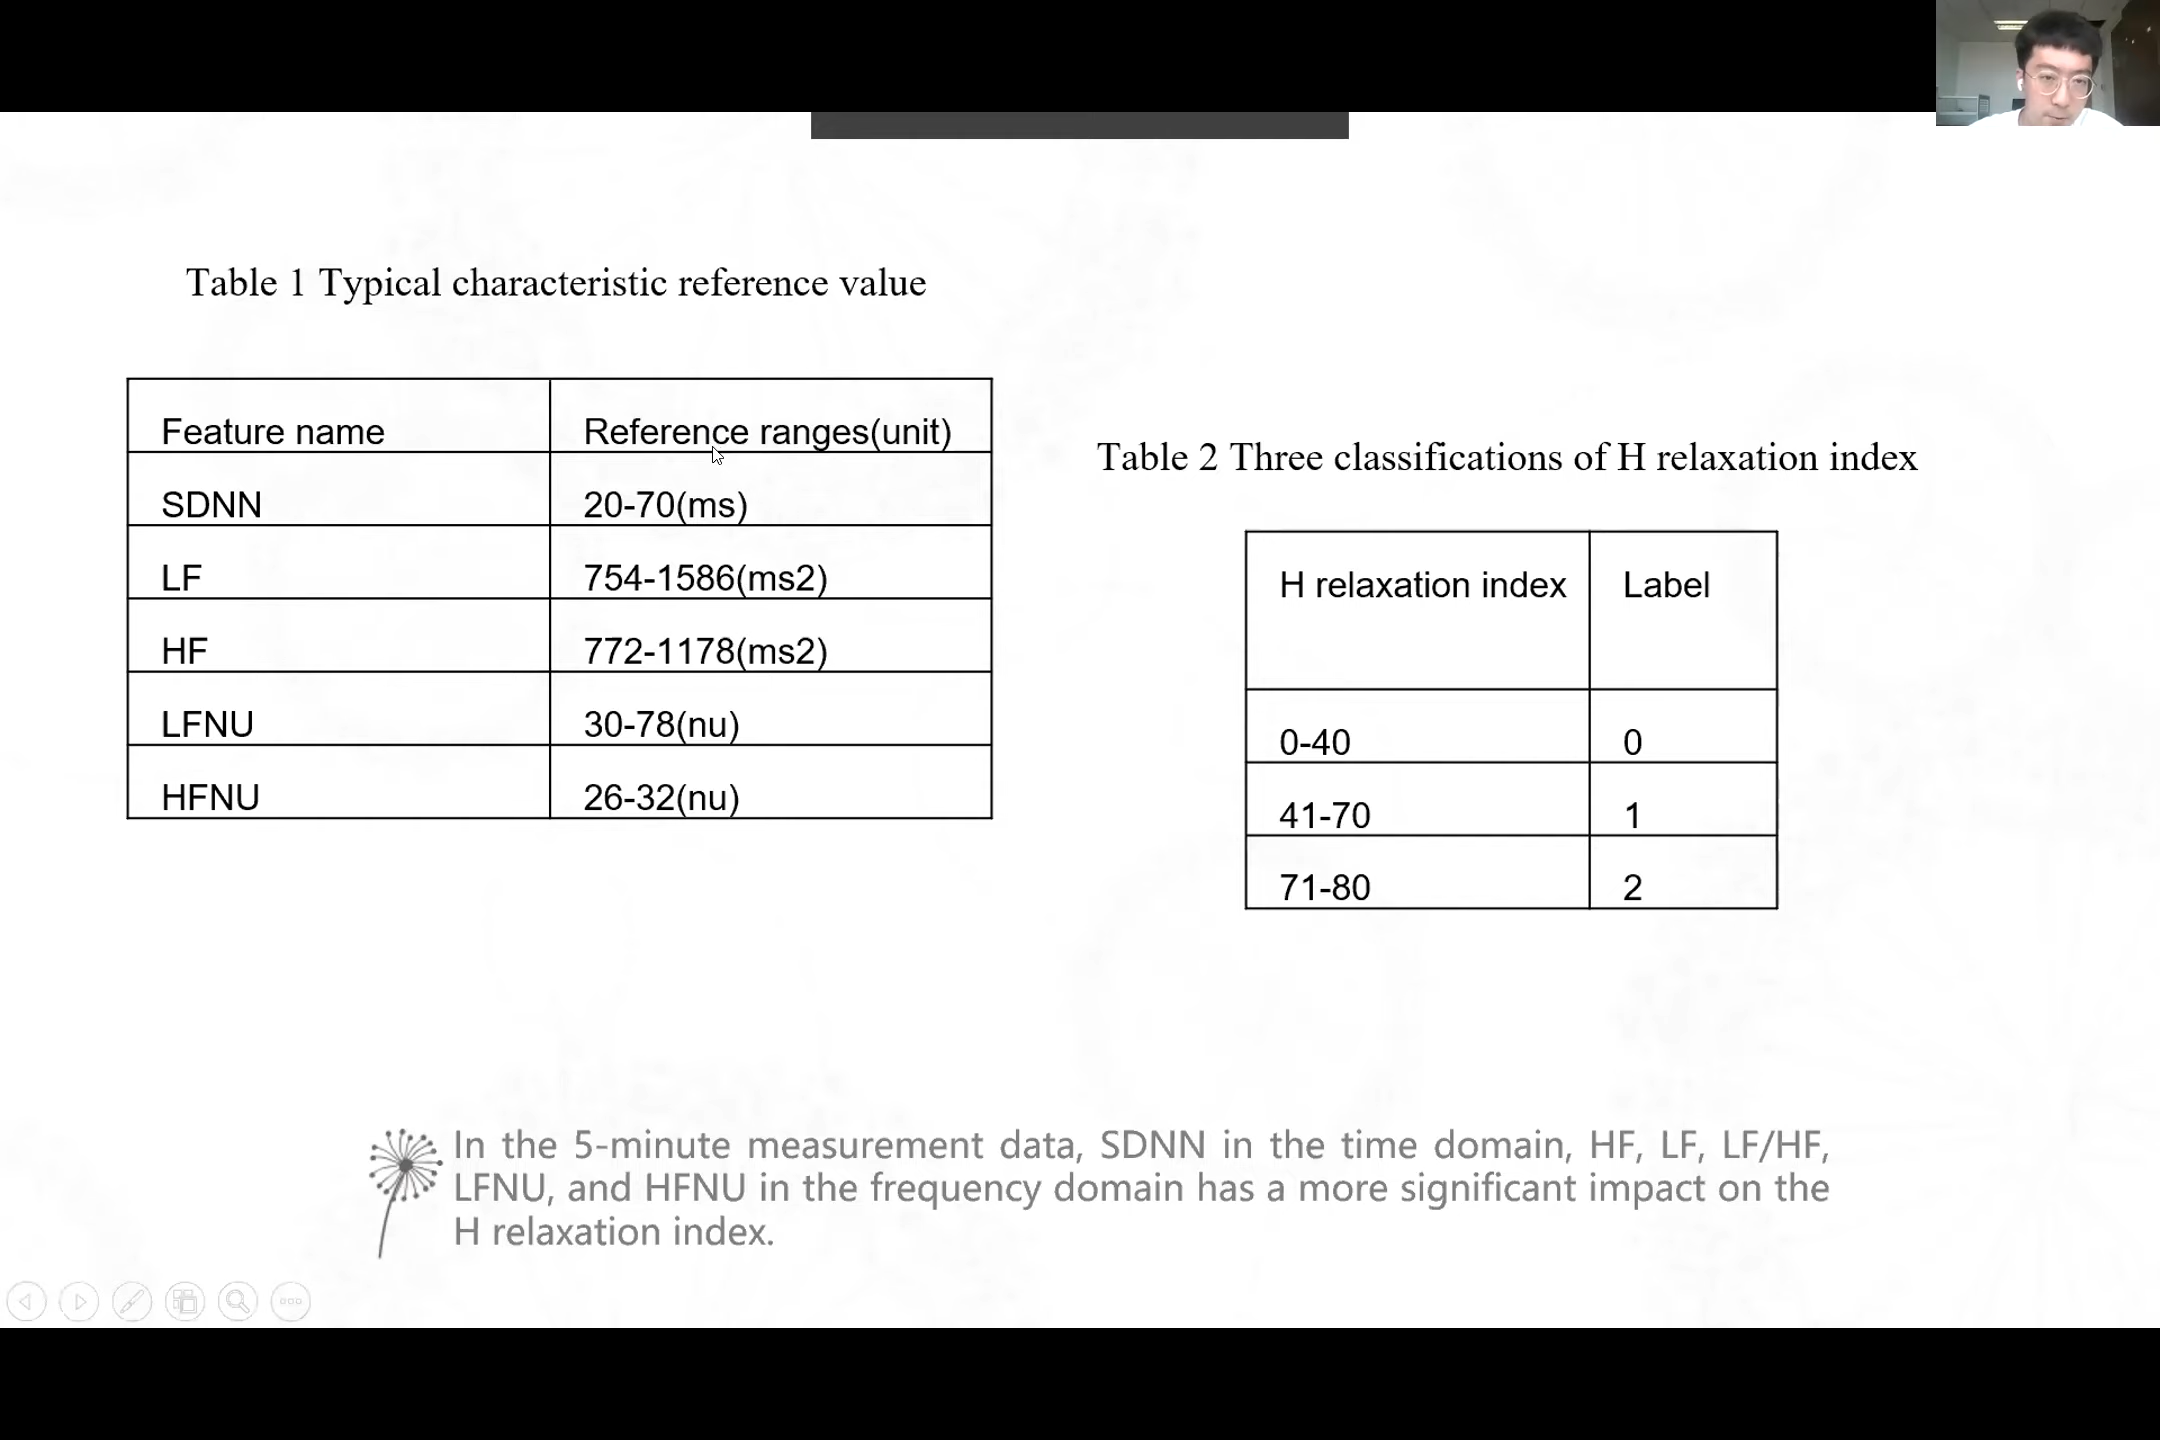 Table 1 Typical characteristic reference value
Feature name Reference ranges(unit)
SDNN 20-70(ms)
LF 754-1586(ms2)
HF 772-1178(ms2)
LFNU 30-78(nu)
HFNU 26-32(nu)
Table 2 Three classifications of H relaxation index
H relaxation index Label
0-40 0
41-70 1
71-80 2
In the 5-minute measurement data, SDNN in the time domain, HF, LF, LF/HF,
LFNU, and HFNU in the frequency domain has a more significant impact on the
H relaxation index.